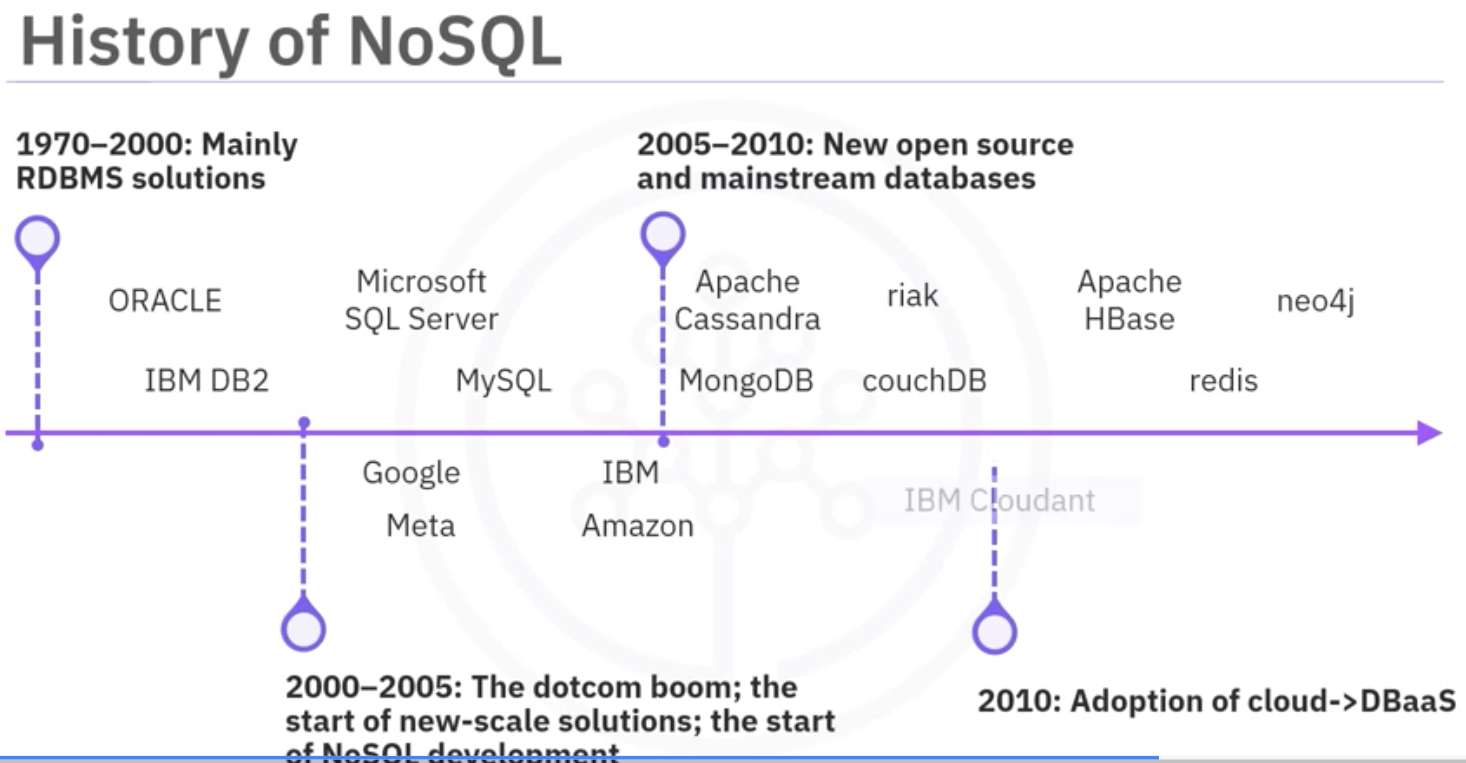 History of NoSQL
1970–2000: Mainly
RDBMS solutions
2005–2010: New open source
and mainstream databases
ORACLE
Microsoft
SQL Server
IBM DB2
MySQL
Apache
Cassandra
riak
Apache
HBase
neo4j
MongoDB
couchDB
redis
Google
IBM
Meta
Amazon
IBM Cloudant
2000–2005: The dotcom boom; the
start of new-scale solutions; the start
of NoSQL development
2010: Adoption of cloud->DBaaS